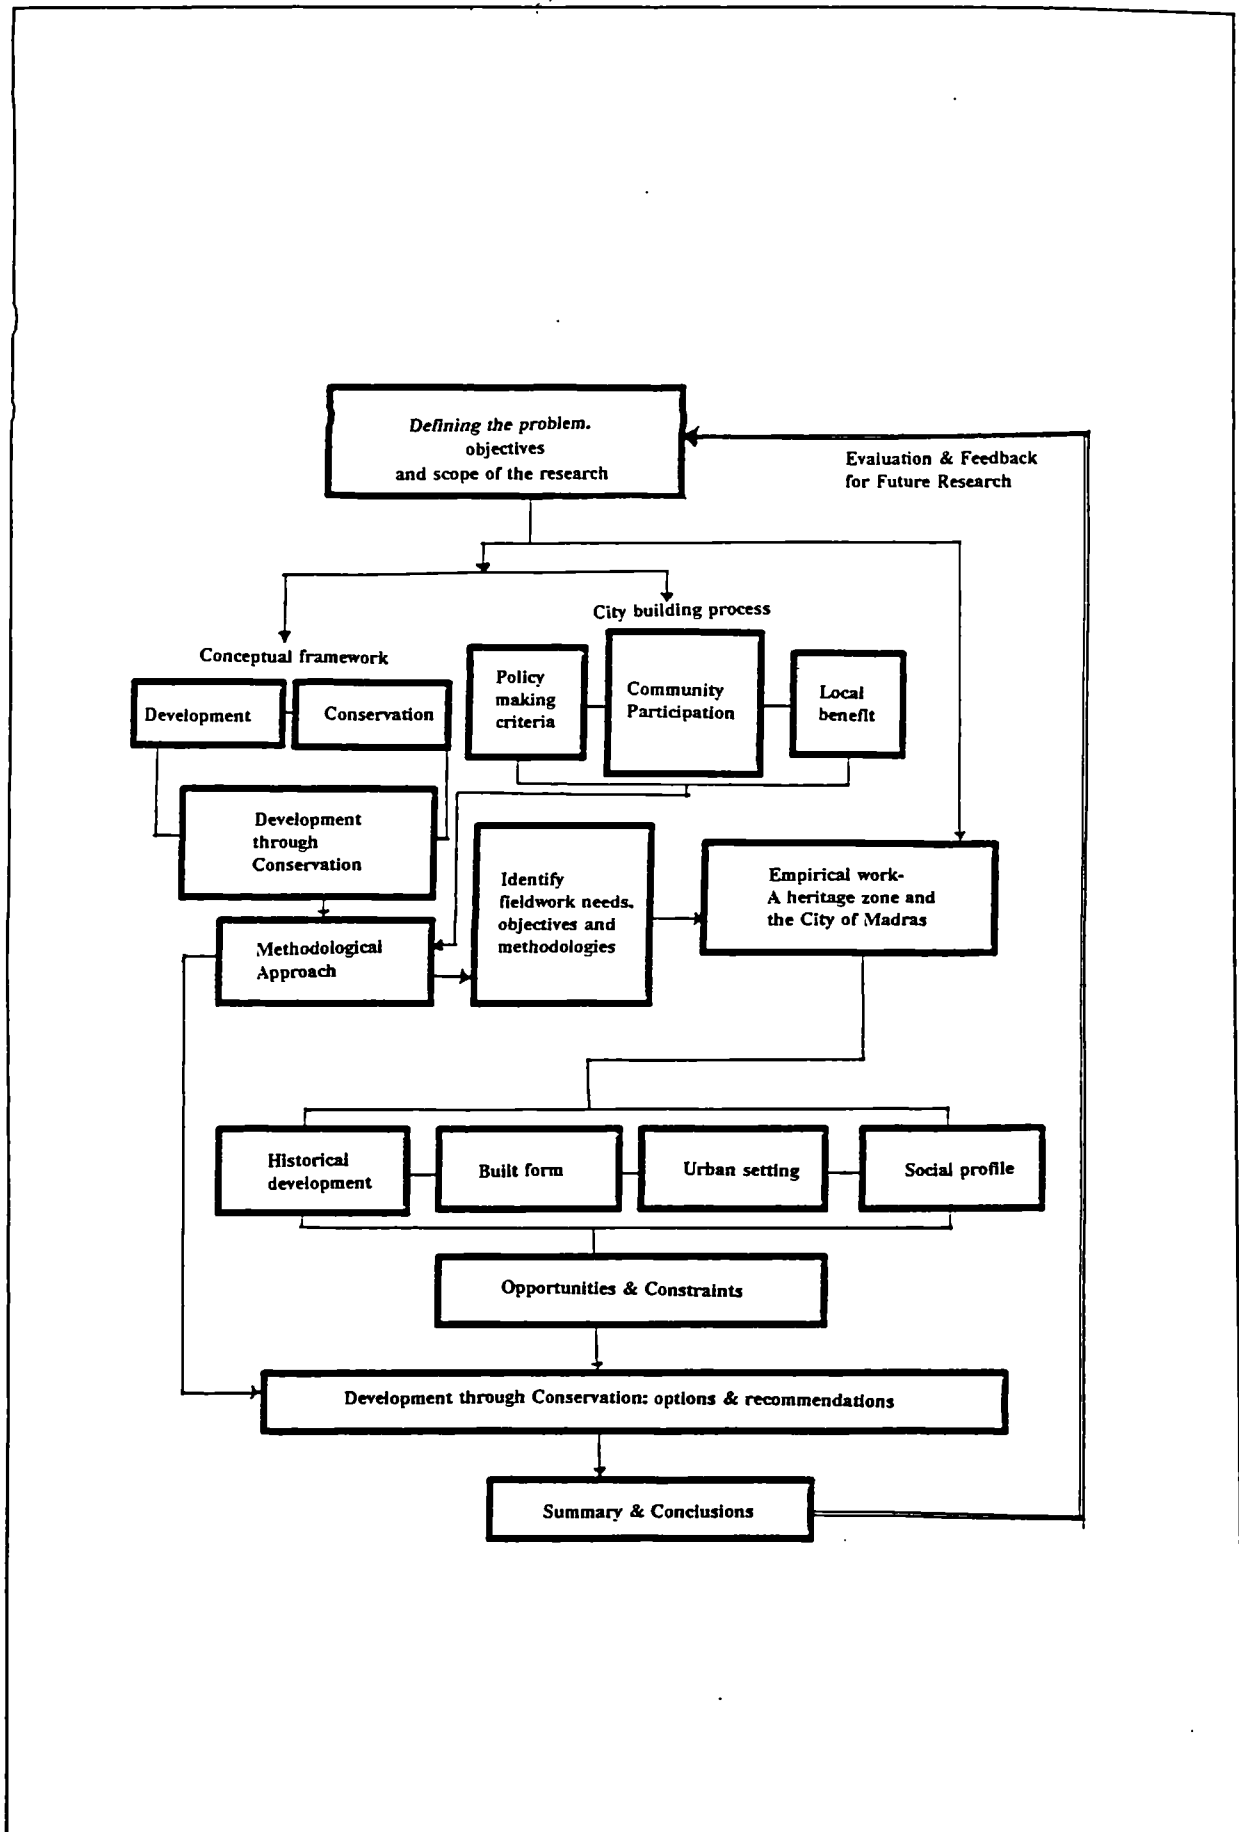 Defining the problem.
objectives
and scope of the research
Evaluation & Feedback
for Future Research
City building process
Conceptual framework
Development
Conservation
Policy
making
criteria
Community
Participation
Local
benefit
Development
through
Conservation
Identify
fieldwork needs.
objectives and
methodologies
Empirical work-
A heritage zone and
the City of Madras
Methodological
Approach
Historical
development
Built form
Urban setting
Social profile
Opportunities & Constraints
Development through Conservation: options & recommendations
Summary & Conclusions